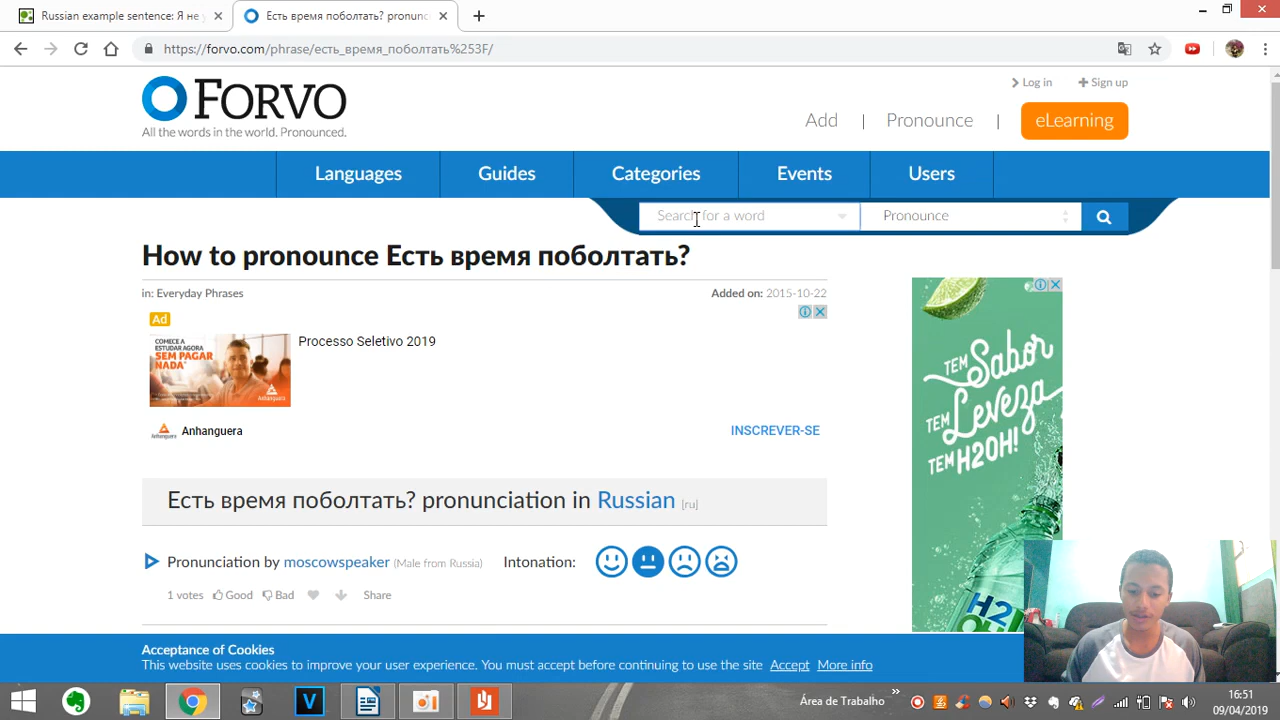 Russian example sentence: Я не у
Есть время поболтать? pronunc
https://forvo.com/phrase/есть_время_поболтать%253F/
FORVO
All the words in the world. Pronounced.
Log in
Sign up
Add | Pronounce |
eLearning
Languages
Guides
Categories
Events
Users
Search for a word
Pronounce
How to pronounce Есть время поболтать?
in: Everyday Phrases
Added on: 2015-10-22
Ad
COMECE A
ESTUDAR AGORA
SEM PAGAR
NADA*
Anhanguera
Processo Seletivo 2019
Anhanguera
INSCREVER-SE
TEM Sabor
TEM Leveza
TEM H2OH!
H2
Есть время поболтать? pronunciation in Russian [ru]
Pronunciation by moscowspeaker (Male from Russia)
Intonation:
1 votes
Good
Bad
Share
Acceptance of Cookies
This website uses cookies to improve your user experience. You must accept before continuing to use the site Accept More info
V
Área de Trabalho
16:51
09/04/2019